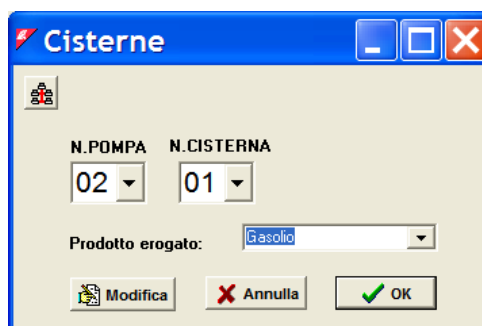 Cisterne
N.POMPA N.CISTERNA
02 01
Prodotto erogato: Gasolio
Modifica Annulla OK